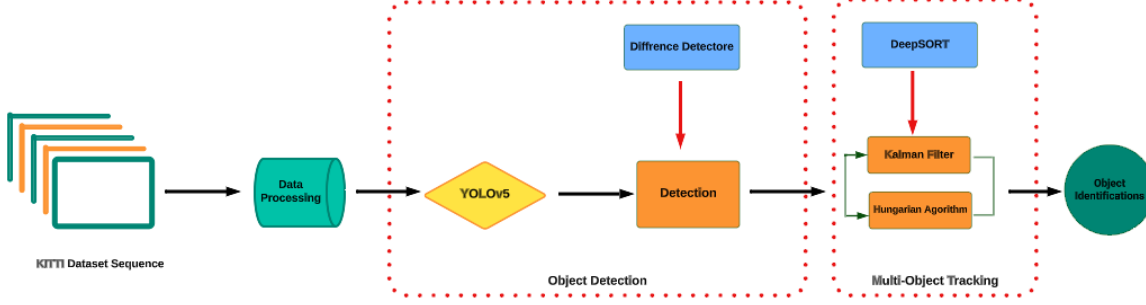 KITTI Dataset Sequence
Data
Processing
YOLOv5
Diffrence Detectore
Detection
Object Detection
DeepSORT
Kalman Filter
Hungarian Agorithm
Multi-Object Tracking
Object
Identifications